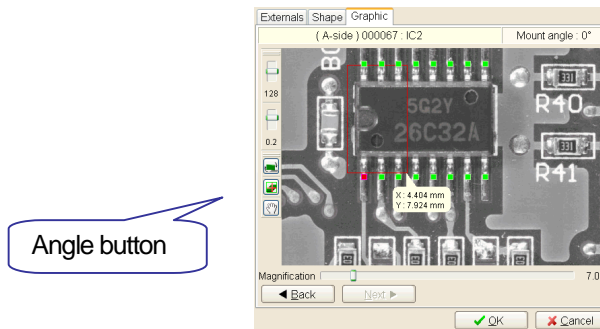 Externals Shape Graphic
( A-side ) 000067 : IC2 Mount angle : 0°
128
0.2
5G2Y
26C32A
331
R40
331
R41
X : 4.404 mm
Y : 7.924 mm
Angle button
Magnification 7.0
Back Next
OK Cancel